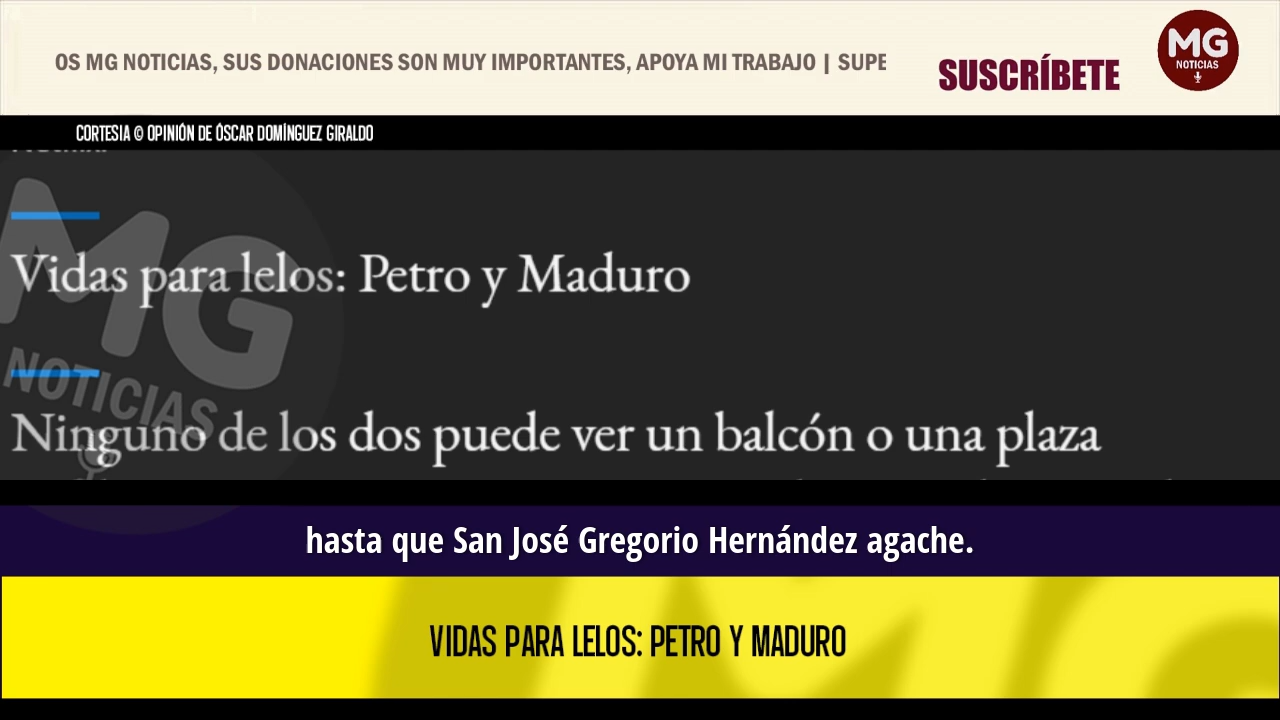 OS MG NOTICIAS, SUS DONACIONES SON MUY IMPORTANTES, APOYA MI TRABAJO | SUPE
SUSCRÍBETE
MG
NOTICIAS
CORTESIA © OPINIÓN DE ÓSCAR DOMÍNGUEZ GIRALDO
Vidas para lelos: Petro y Maduro
MG
NOTICIAS
Ninguno de los dos puede ver un balcón o una plaza
hasta que San José Gregorio Hernández agache.
VIDAS PARA LELOS: PETRO Y MADURO